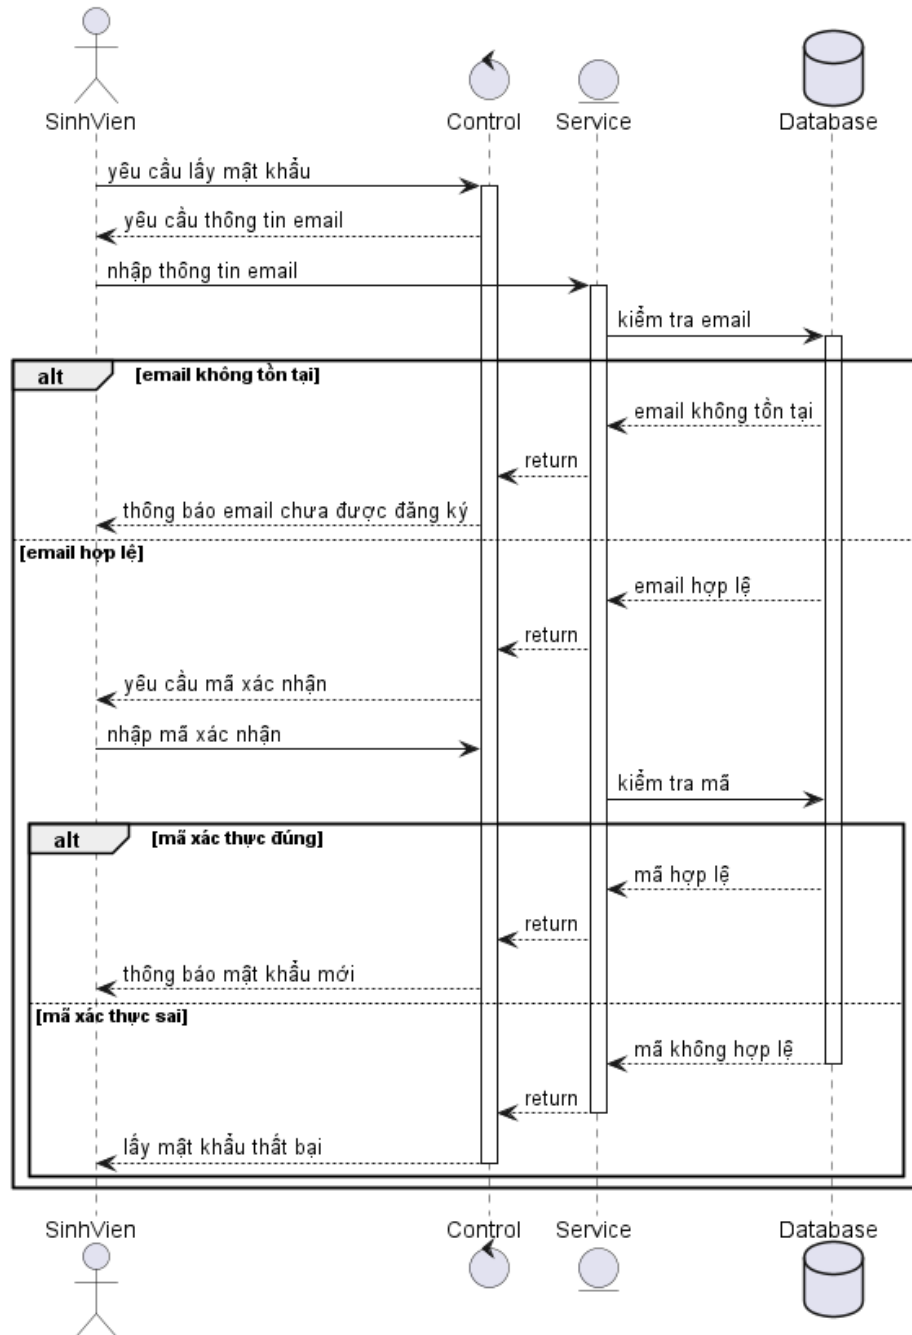 SinhVien Control Service Database
yêu cầu lấy mật khẩu
yêu cầu thông tin email
nhập thông tin email
kiểm tra email
alt [email không tồn tại]
email không tồn tại
return
thông báo email chưa được đăng ký
[email hợp lệ]
email hợp lệ
return
yêu cầu mã xác nhận
nhập mã xác nhận
kiểm tra mã
alt [mã xác thực đúng]
mã hợp lệ
return
thông báo mật khẩu mới
[mã xác thực sai]
mã không hợp lệ
return
lấy mật khẩu thất bại
SinhVien Control Service Database